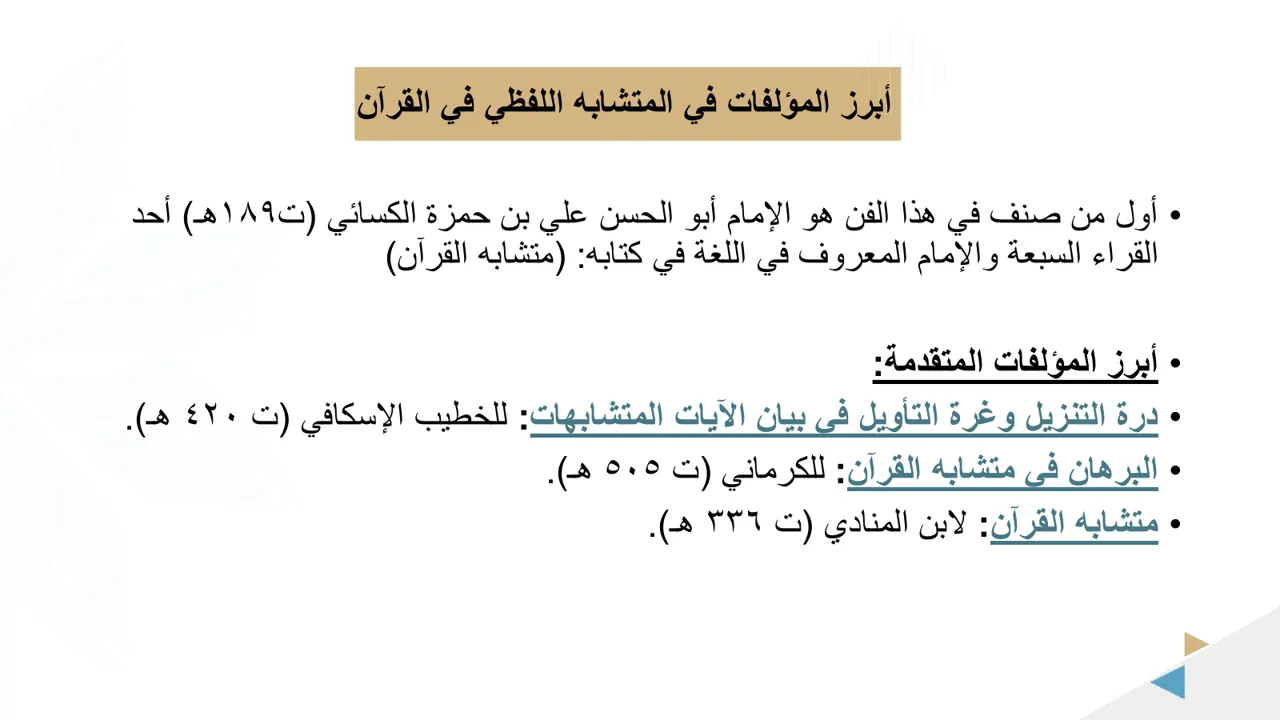 أبرز المؤلفات في المتشابه اللفظي في القرآن
• أول من صنف في هذا الفن هو الإمام أبو الحسن علي بن حمزة الكسائي (ت١٨٩هـ) أحد
القراء السبعة والإمام المعروف في اللغة في كتابه: (متشابه القرآن)
• أبرز المؤلفات المتقدمة:
• درة التنزيل وغرة التأويل في بيان الآيات المتشابهات: للخطيب الإسكافي (ت ٤٢٠ هـ).
• البرهان في متشابه القرآن: للكرماني (ت ٥٠٥ هـ).
• متشابه القرآن: لابن المنادي (ت ٣٣٦ هـ).